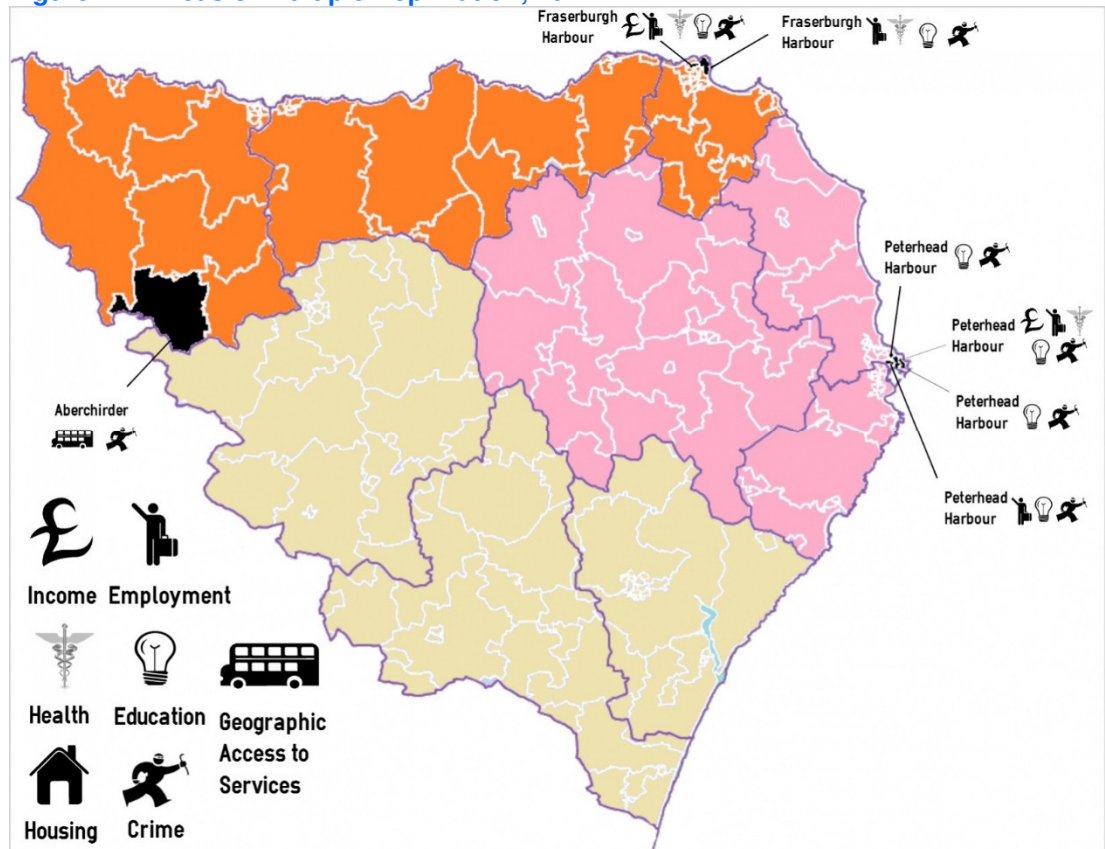 Fraserburgh
Harbour
Fraserburgh
Harbour
Peterhead
Harbour
Peterhead
Harbour
Peterhead
Harbour
Peterhead
Harbour
Aberchirder
Income Employment
Health Education Geographic
Access to
Services
Housing Crime